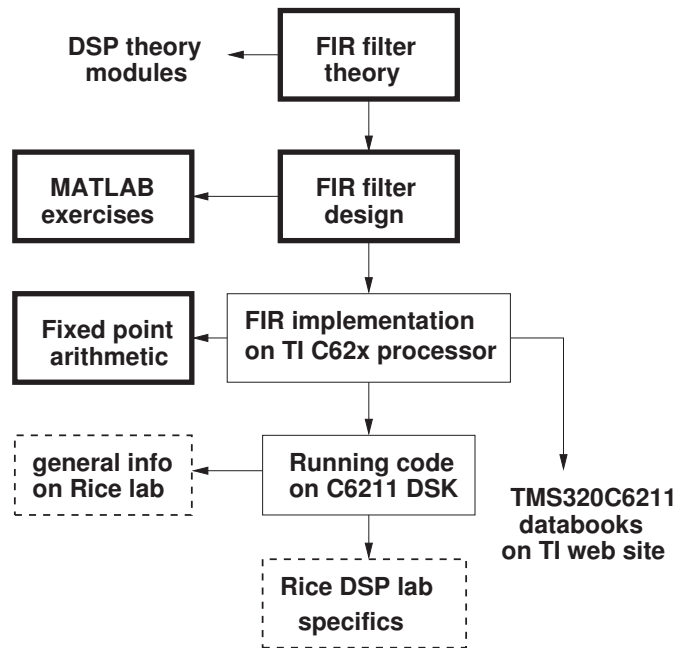 DSP theory
modules
FIR filter
theory
MATLAB
exercises
FIR filter
design
Fixed point
arithmetic
FIR implementation
on TI C62x processor
general info
on Rice lab
Running code
on C6211 DSK
TMS320C6211
databooks
on TI web site
Rice DSP lab
specifics